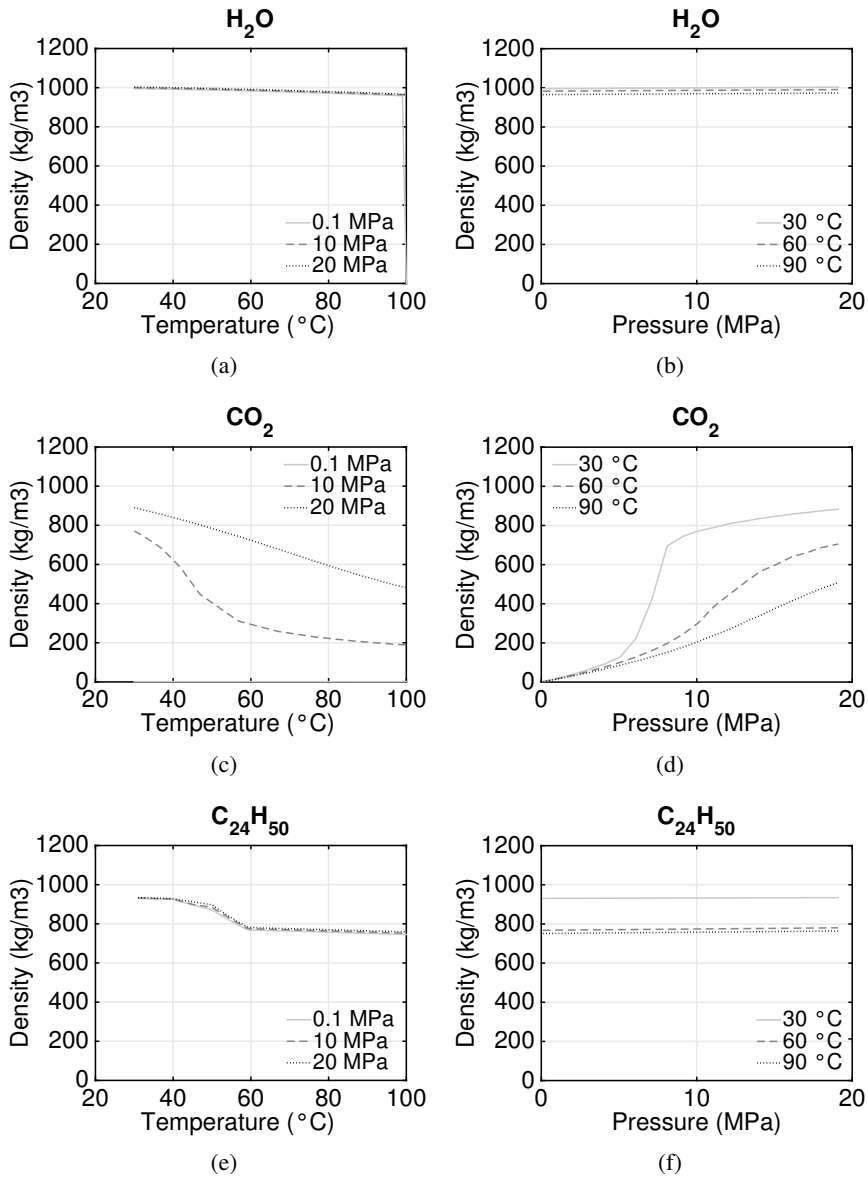 H2O
Density (kg/m3)
1200
1000
800
600
400
200
0
0.1 MPa
10 MPa
20 MPa
20 40 60 80 100
Temperature (°C)
(a)
H2O
Density (kg/m3)
1200
1000
800
600
400
200
0
30 °C
60 °C
90 °C
0 10 20
Pressure (MPa)
(b)
CO2
Density (kg/m3)
1200
1000
800
600
400
200
0
0.1 MPa
10 MPa
20 MPa
20 40 60 80 100
Temperature (°C)
(c)
CO2
Density (kg/m3)
1200
1000
800
600
400
200
0
30 °C
60 °C
90 °C
0 10 20
Pressure (MPa)
(d)
C24H50
Density (kg/m3)
1200
1000
800
600
400
200
0
0.1 MPa
10 MPa
20 MPa
20 40 60 80 100
Temperature (°C)
(e)
C24H50
Density (kg/m3)
1200
1000
800
600
400
200
0
30 °C
60 °C
90 °C
0 10 20
Pressure (MPa)
(f)